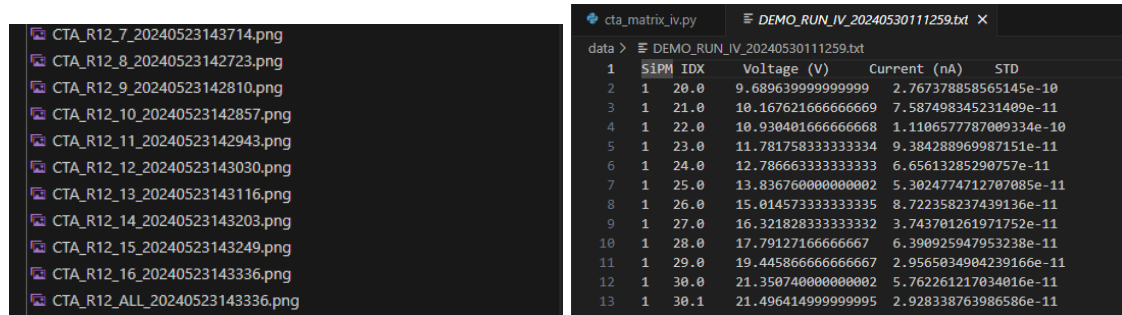 CTA_R12_7_20240523143714.png
CTA_R12_8_20240523142723.png
CTA_R12_9_20240523142810.png
CTA_R12_10_20240523142857.png
CTA_R12_11_20240523142943.png
CTA_R12_12_20240523143030.png
CTA_R12_13_20240523143116.png
CTA_R12_14_20240523143203.png
CTA_R12_15_20240523143249.png
CTA_R12_16_20240523143336.png
CTA_R12_ALL_20240523143336.png
cta_matrix_iv.py DEMO_RUN_IV_20240530111259.txt
data > DEMO_RUN_IV_20240530111259.txt
1 SiPM IDX Voltage (V) Current (nA) STD
2 1 20.0 9.689639999999999 2.767378858565145e-10
3 1 21.0 10.167621666666669 7.587498345231409e-11
4 1 22.0 10.930401666666668 1.1106577787009334e-10
5 1 23.0 11.781758333333334 9.384288969987151e-11
6 1 24.0 12.786663333333333 6.65613285290757e-11
7 1 25.0 13.836760000000002 5.3024774712707085e-11
8 1 26.0 15.014573333333335 8.722358237439136e-11
9 1 27.0 16.321828333333332 3.743701261971752e-11
10 1 28.0 17.79127166666667 6.390925947953238e-11
11 1 29.0 19.445866666666667 2.9565034904239166e-11
12 1 30.0 21.350740000000002 5.762261217034016e-11
13 1 30.1 21.496414999999995 2.928338763986586e-11